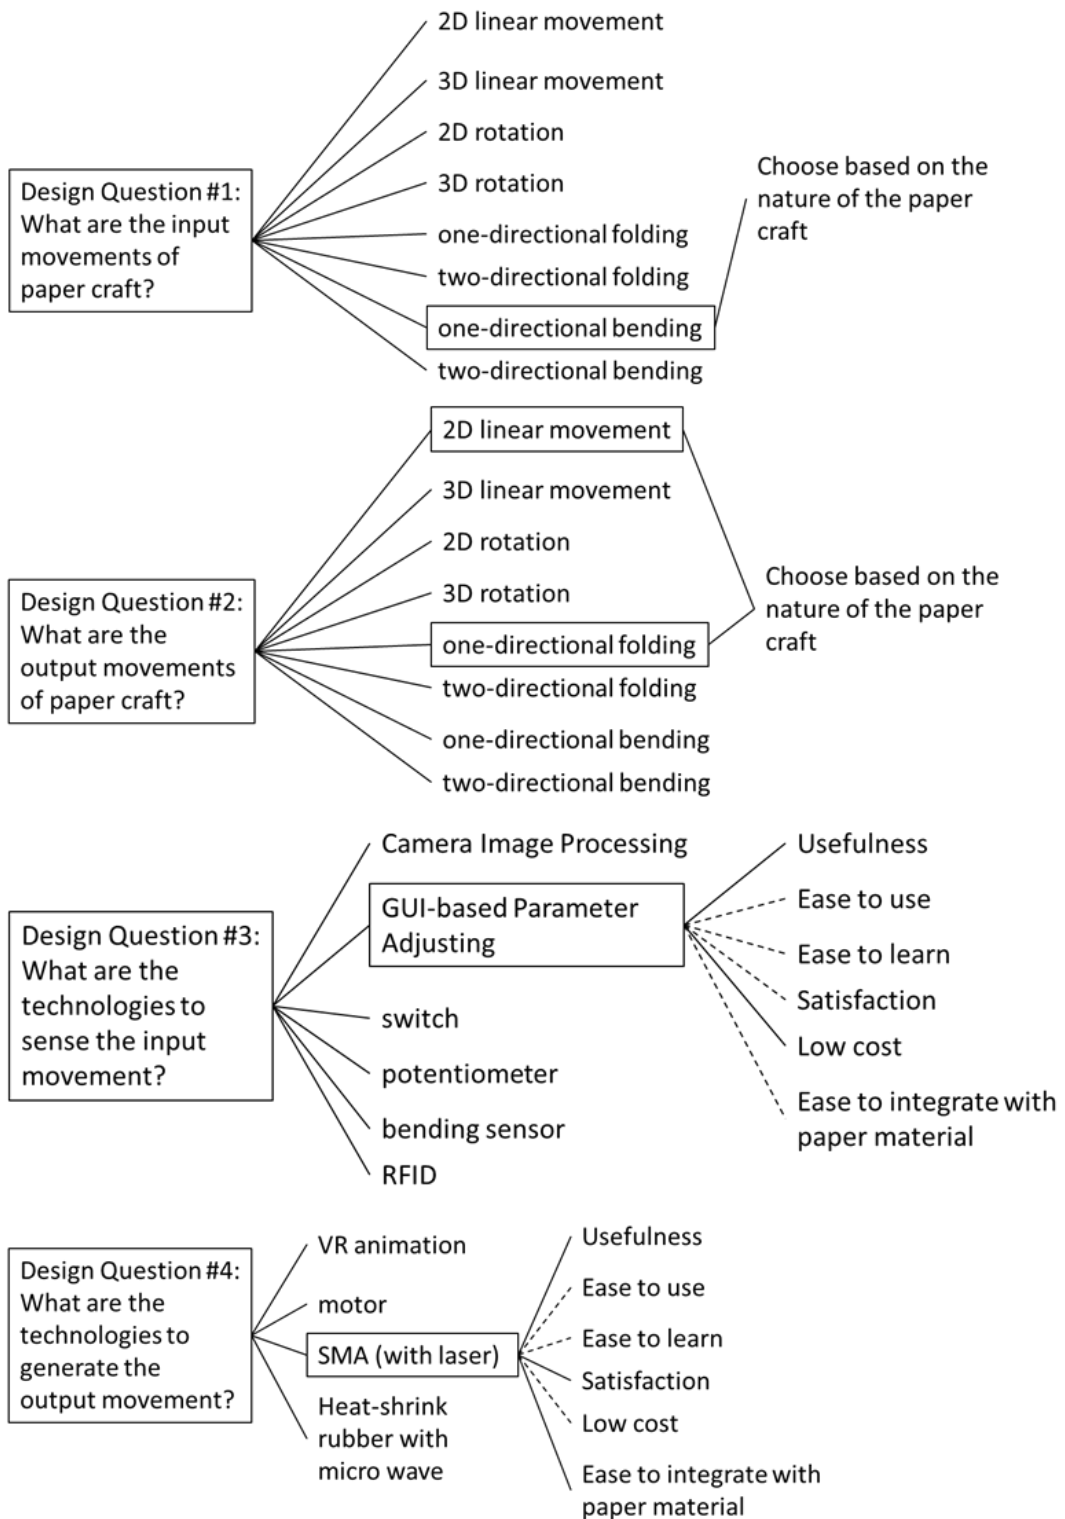 Design Question #1:
What are the input
movements of
paper craft?
2D linear movement
3D linear movement
2D rotation
3D rotation
one-directional folding
two-directional folding
one-directional bending
two-directional bending
Choose based on the
nature of the paper
craft
Design Question #2:
What are the
output movements
of paper craft?
2D linear movement
3D linear movement
2D rotation
3D rotation
one-directional folding
two-directional folding
one-directional bending
two-directional bending
Choose based on the
nature of the paper
craft
Design Question #3:
What are the
technologies to
sense the input
movement?
Camera Image Processing
GUI-based Parameter
Adjusting
switch
potentiometer
bending sensor
RFID
Usefulness
Ease to use
Ease to learn
Satisfaction
Low cost
Ease to integrate with
paper material
Design Question #4:
What are the
technologies to
generate the
output movement?
VR animation
motor
SMA (with laser)
Heat-shrink
rubber with
micro wave
Usefulness
Ease to use
Ease to learn
Satisfaction
Low cost
Ease to integrate with
paper material